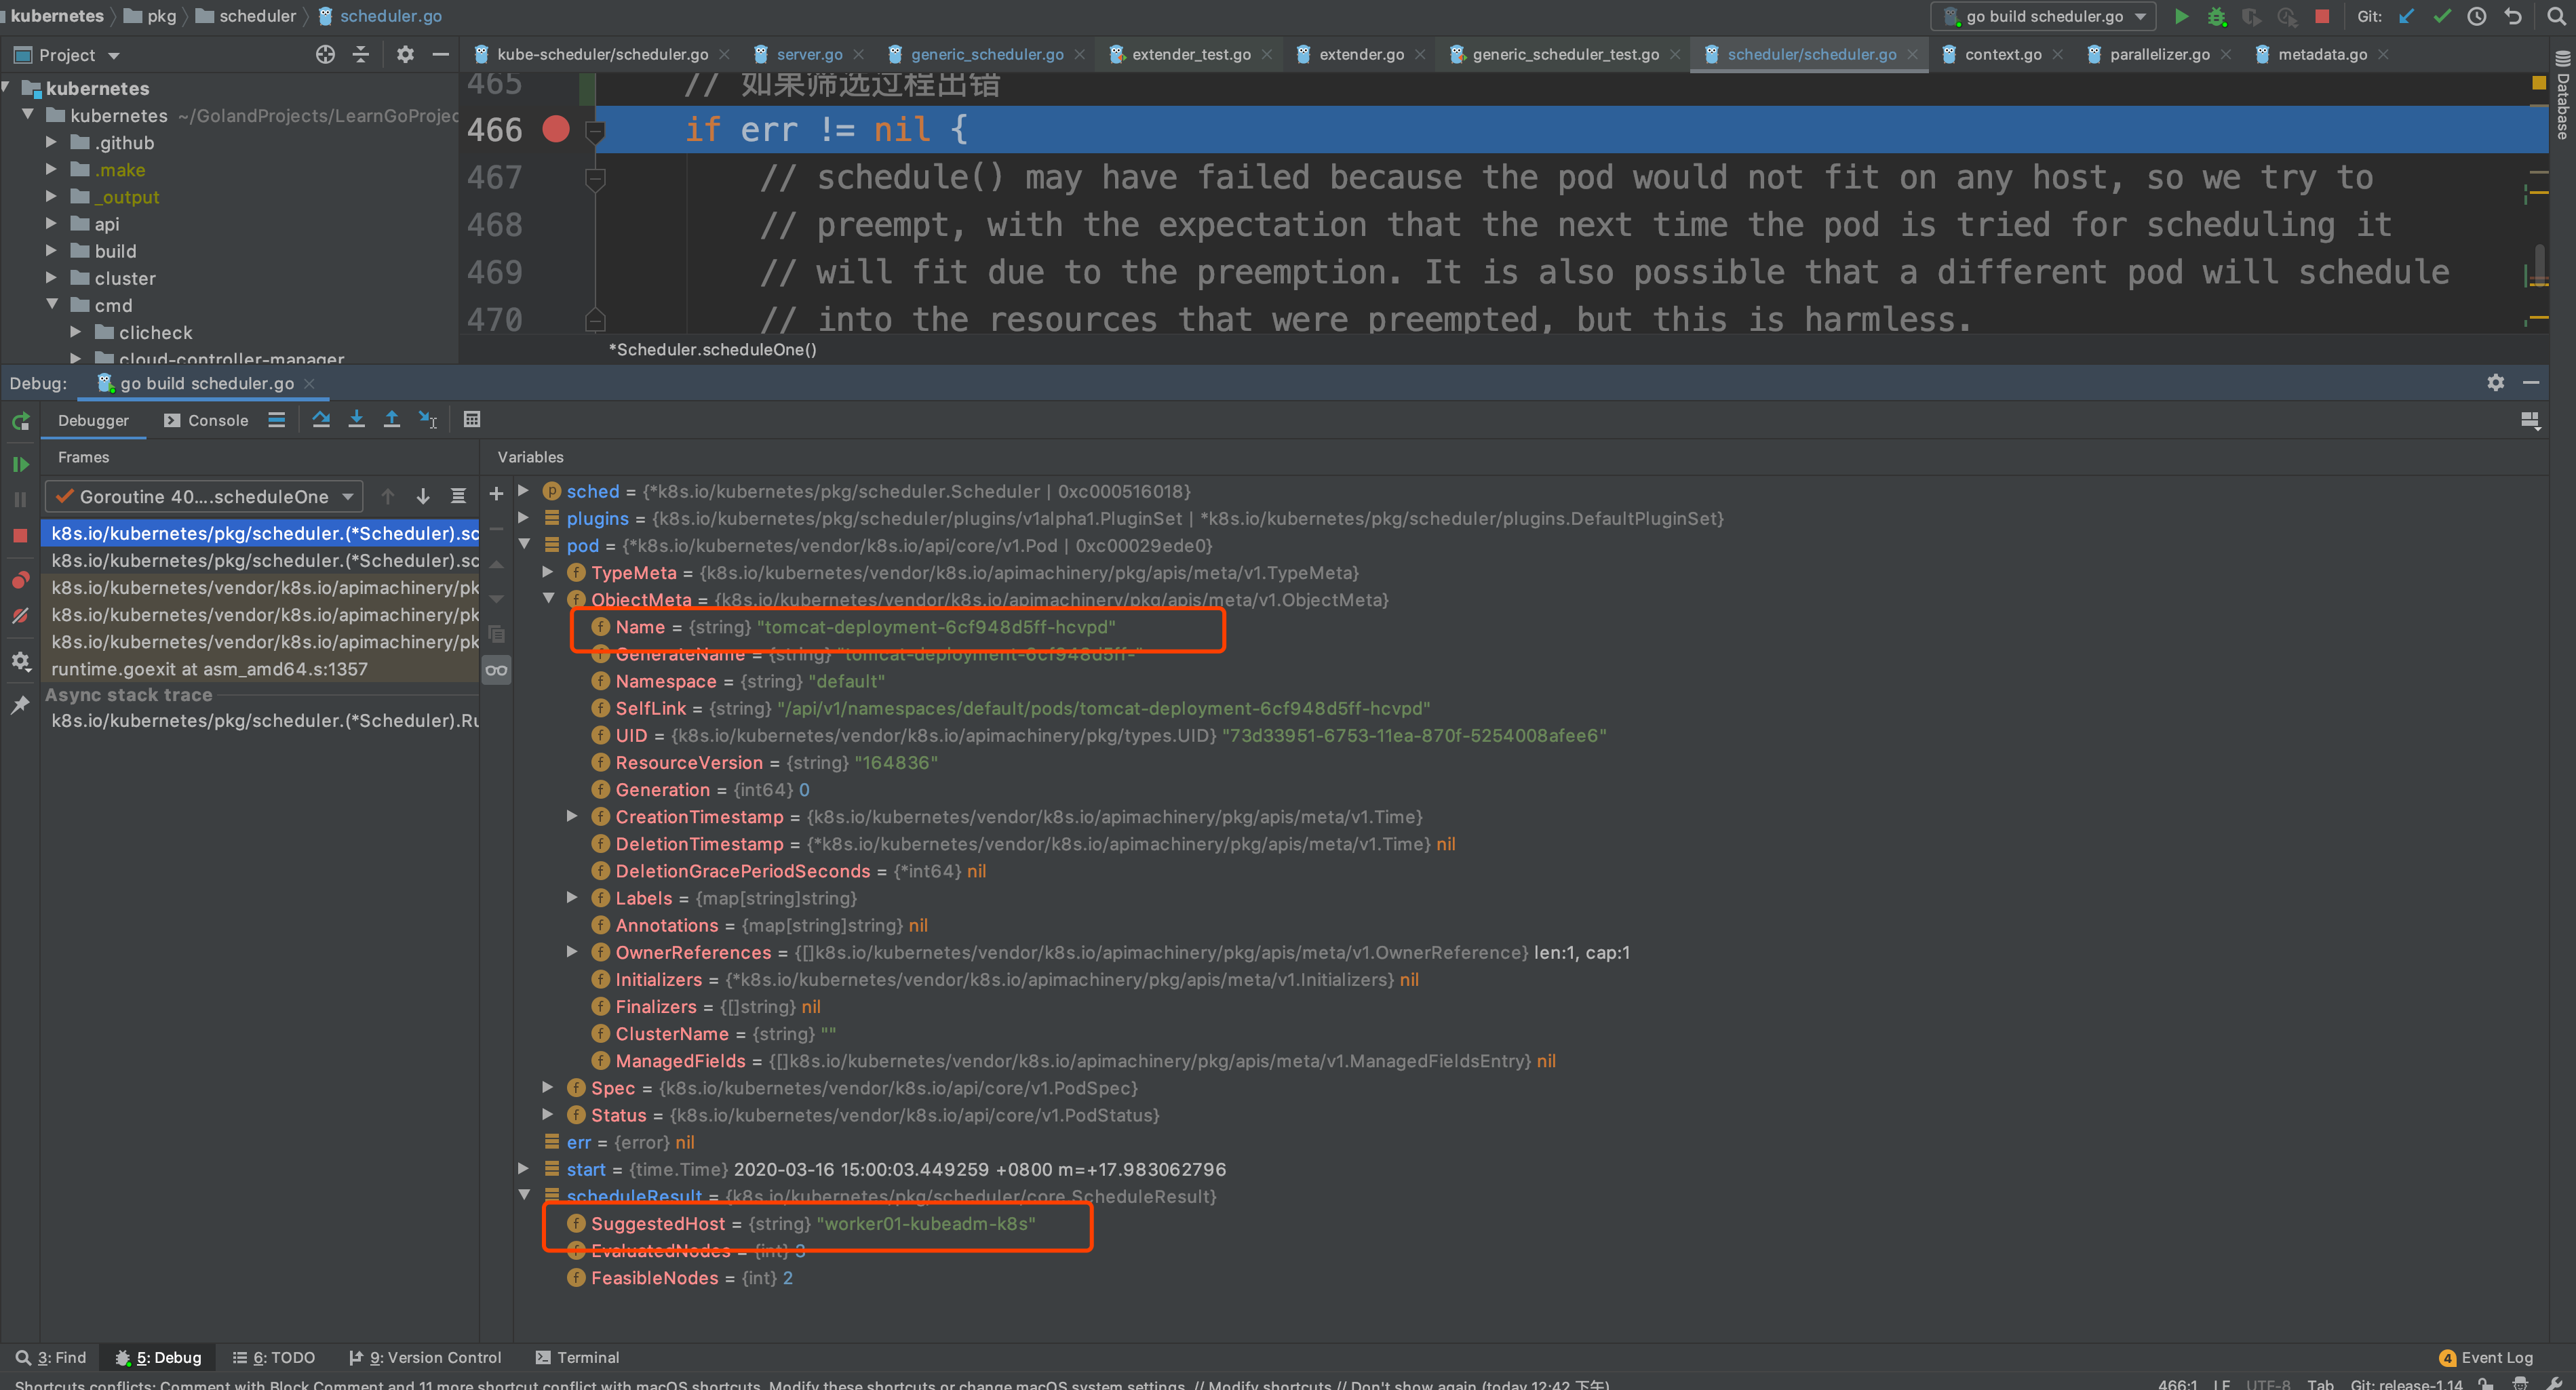 kubernetes pkg scheduler scheduler.go go build scheduler.go Git:
Project kube-scheduler/scheduler.go server.go generic_scheduler.go extender_test.go extender.go generic_scheduler_test.go scheduler/scheduler.go context.go parallelizer.go metadata.go
Database
kubernetes
kubernetes ~/GolandProjects/LearnGoProjec
.github
.make
_output
api
build
cluster
cmd
clicheck
cloud-controller-manager
465 // 如果筛选过程出错
466 if err != nil {
467 // schedule() may have failed because the pod would not fit on any host, so we try to
468 // preempt, with the expectation that the next time the pod is tried for scheduling it
469 // will fit due to the preemption. It is also possible that a different pod will schedule
470 // into the resources that were preempted, but this is harmless.
*Scheduler.scheduleOne()
Debug: go build scheduler.go
Debugger Console
Frames
Goroutine 40....scheduleOne
k8s.io/kubernetes/pkg/scheduler.(*Scheduler).sc
k8s.io/kubernetes/pkg/scheduler.(*Scheduler).sc
k8s.io/kubernetes/vendor/k8s.io/apimachinery/pk
k8s.io/kubernetes/vendor/k8s.io/apimachinery/pk
k8s.io/kubernetes/vendor/k8s.io/apimachinery/pk
runtime.goexit at asm_amd64.s:1357
Async stack trace
k8s.io/kubernetes/pkg/scheduler.(*Scheduler).Ru
Variables
sched = {*k8s.io/kubernetes/pkg/scheduler.Scheduler | 0xc000516018}
plugins = {k8s.io/kubernetes/pkg/scheduler/plugins/v1alpha1.PluginSet | *k8s.io/kubernetes/pkg/scheduler/plugins.DefaultPluginSet}
pod = {*k8s.io/kubernetes/vendor/k8s.io/api/core/v1.Pod | 0xc00029ede0}
TypeMeta = {k8s.io/kubernetes/vendor/k8s.io/apimachinery/pkg/apis/meta/v1.TypeMeta}
ObjectMeta = {k8s.io/kubernetes/vendor/k8s.io/apimachinery/pkg/apis/meta/v1.ObjectMeta}
Name = {string} "tomcat-deployment-6cf948d5ff-hcvpd"
GenerateName = {string} "tomcat-deployment-6cf948d5ff-"
Namespace = {string} "default"
SelfLink = {string} "/api/v1/namespaces/default/pods/tomcat-deployment-6cf948d5ff-hcvpd"
UID = {k8s.io/kubernetes/vendor/k8s.io/apimachinery/pkg/types.UID} "73d33951-6753-11ea-870f-5254008afee6"
ResourceVersion = {string} "164836"
Generation = {int64} 0
CreationTimestamp = {k8s.io/kubernetes/vendor/k8s.io/apimachinery/pkg/apis/meta/v1.Time}
DeletionTimestamp = {*k8s.io/kubernetes/vendor/k8s.io/apimachinery/pkg/apis/meta/v1.Time} nil
DeletionGracePeriodSeconds = {*int64} nil
Labels = {map[string]string}
Annotations = {map[string]string} nil
OwnerReferences = {[]k8s.io/kubernetes/vendor/k8s.io/apimachinery/pkg/apis/meta/v1.OwnerReference} len:1, cap:1
Initializers = {*k8s.io/kubernetes/vendor/k8s.io/apimachinery/pkg/apis/meta/v1.Initializers} nil
Finalizers = {[]string} nil
ClusterName = {string} ""
ManagedFields = {[]k8s.io/kubernetes/vendor/k8s.io/apimachinery/pkg/apis/meta/v1.ManagedFieldsEntry} nil
Spec = {k8s.io/kubernetes/vendor/k8s.io/api/core/v1.PodSpec}
Status = {k8s.io/kubernetes/vendor/k8s.io/api/core/v1.PodStatus}
err = {error} nil
start = {time.Time} 2020-03-16 15:00:03.449259 +0800 m=+17.983062796
scheduleResult = {k8s.io/kubernetes/pkg/scheduler/core.ScheduleResult}
SuggestedHost = {string} "worker01-kubeadm-k8s"
EvaluatedNodes = {int} 3
FeasibleNodes = {int} 2
3: Find 5: Debug 6: TODO 9: Version Control Terminal 4 Event Log
Shortcuts conflicts: Comment with Block Comment and 11 more shortcut conflict with macOS shortcuts. Modify these shortcuts or change macOS system settings. // Modify shortcuts // Don't show again (today 12:42 下午) 466:1 LF UTF-8 Tab Git: release-1.14